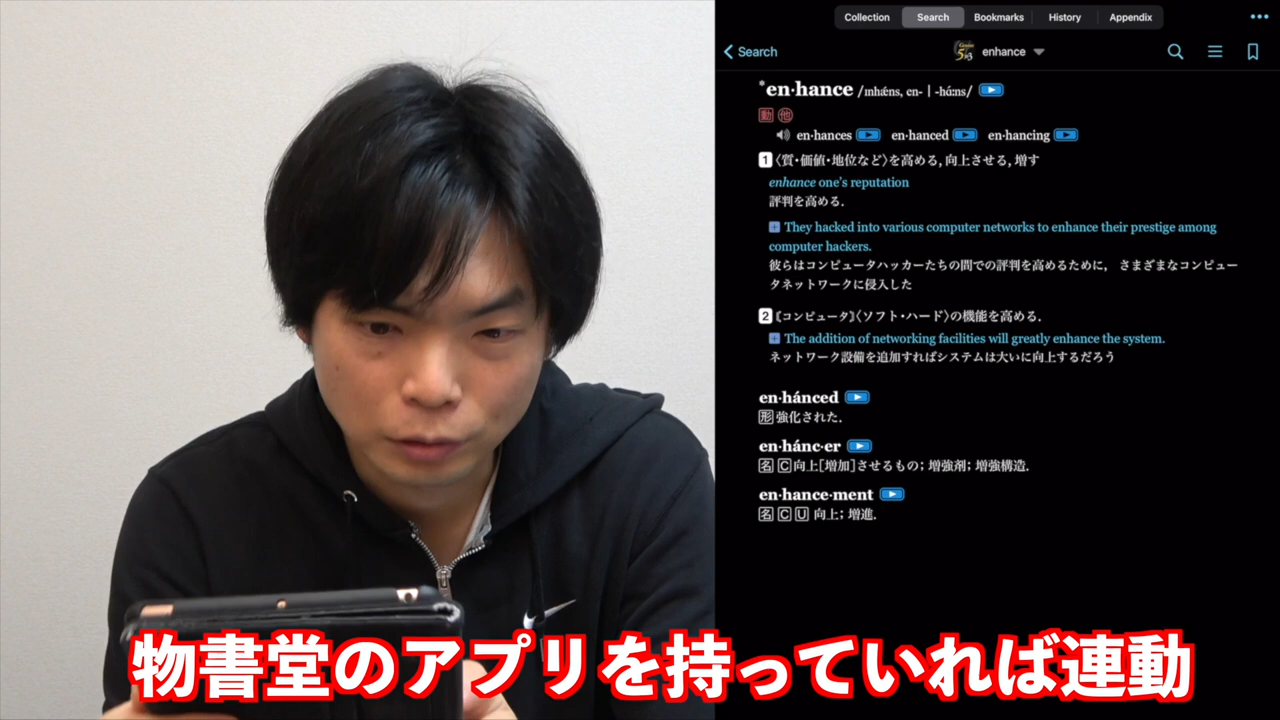 Collection Search Bookmarks History Appendix
Search
enhance
*en·hance /ɪnhǽns, en- | -hάːns/
動 他
en·hances en·hanced en·hancing
1〈質・価値・地位など〉を高める, 向上させる, 増す
enhance one's reputation
評判を高める.
They hacked into various computer networks to enhance their prestige among
computer hackers.
彼らはコンピュータハッカーたちの間での評判を高めるために, さまざまなコンピュー
タネットワークに侵入した
2〘コンピュータ〙〈ソフト・ハード〉の機能を高める.
The addition of networking facilities will greatly enhance the system.
ネットワーク設備を追加すればシステムは大いに向上するだろう
en·hánced
形 強化された.
en·hánc·er
名 C 向上[増加]させるもの; 増強剤; 増強構造.
en·hance·ment
名 C U 向上; 増進.
物書堂のアプリを持っていれば連動